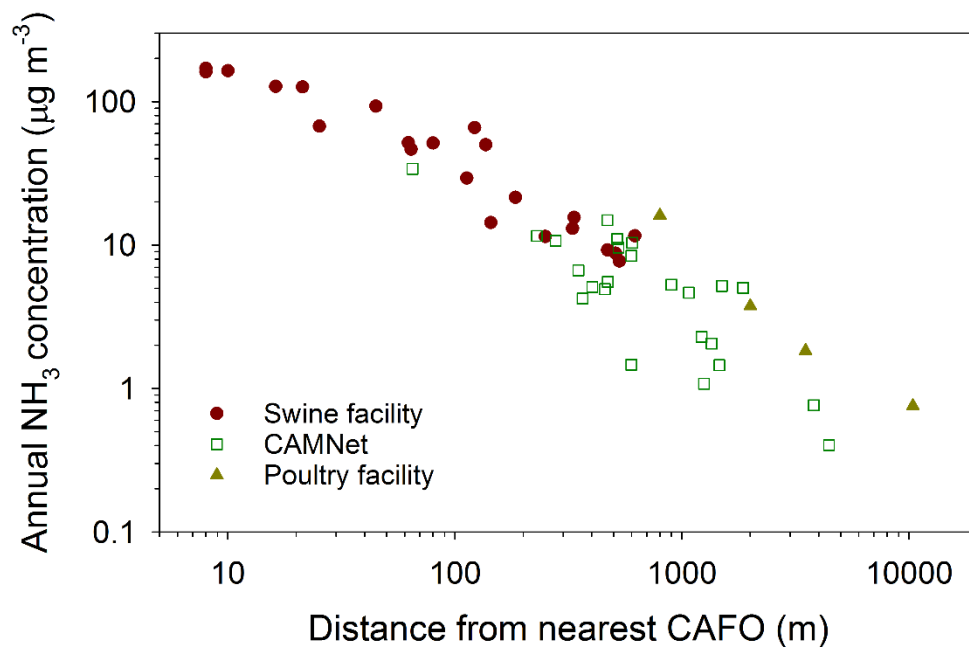 Annual NH₃ concentration (µg m⁻³)
100
10
1
0.1
Swine facility
CAMNet
Poultry facility
10 100 1000 10000
Distance from nearest CAFO (m)